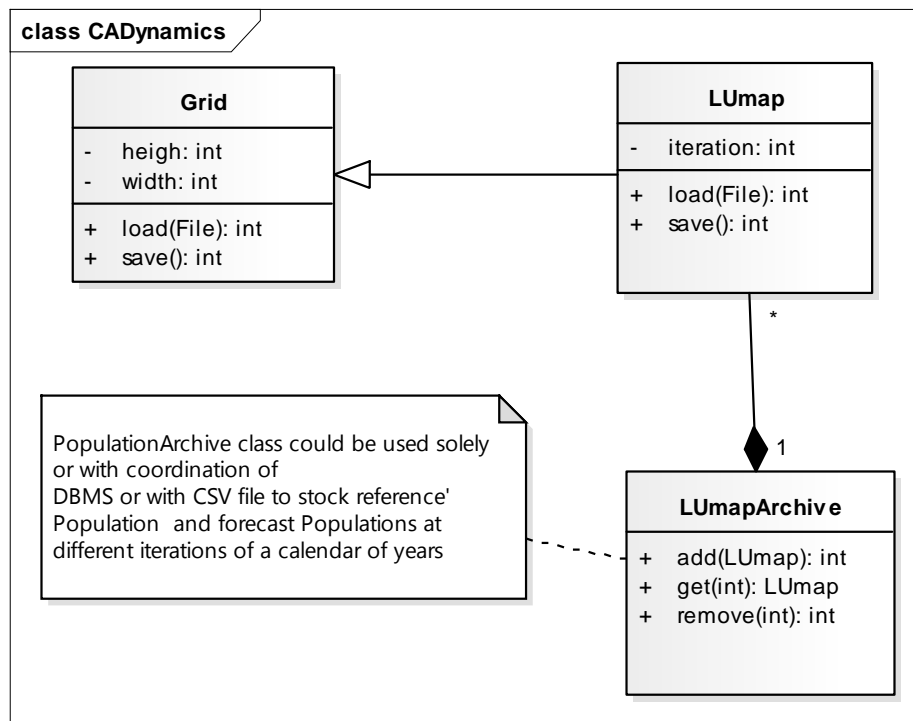 class CADynamics
Grid
- heigh: int
- width: int
+ load(File): int
+ save(): int
LUmap
- iteration: int
+ load(File): int
+ save(): int
*
1
PopulationArchive class could be used solely
or with coordination of
DBMS or with CSV file to stock reference'
Population and forecast Populations at
different iterations of a calendar of years
LUmapArchive
+ add(LUmap): int
+ get(int): LUmap
+ remove(int): int